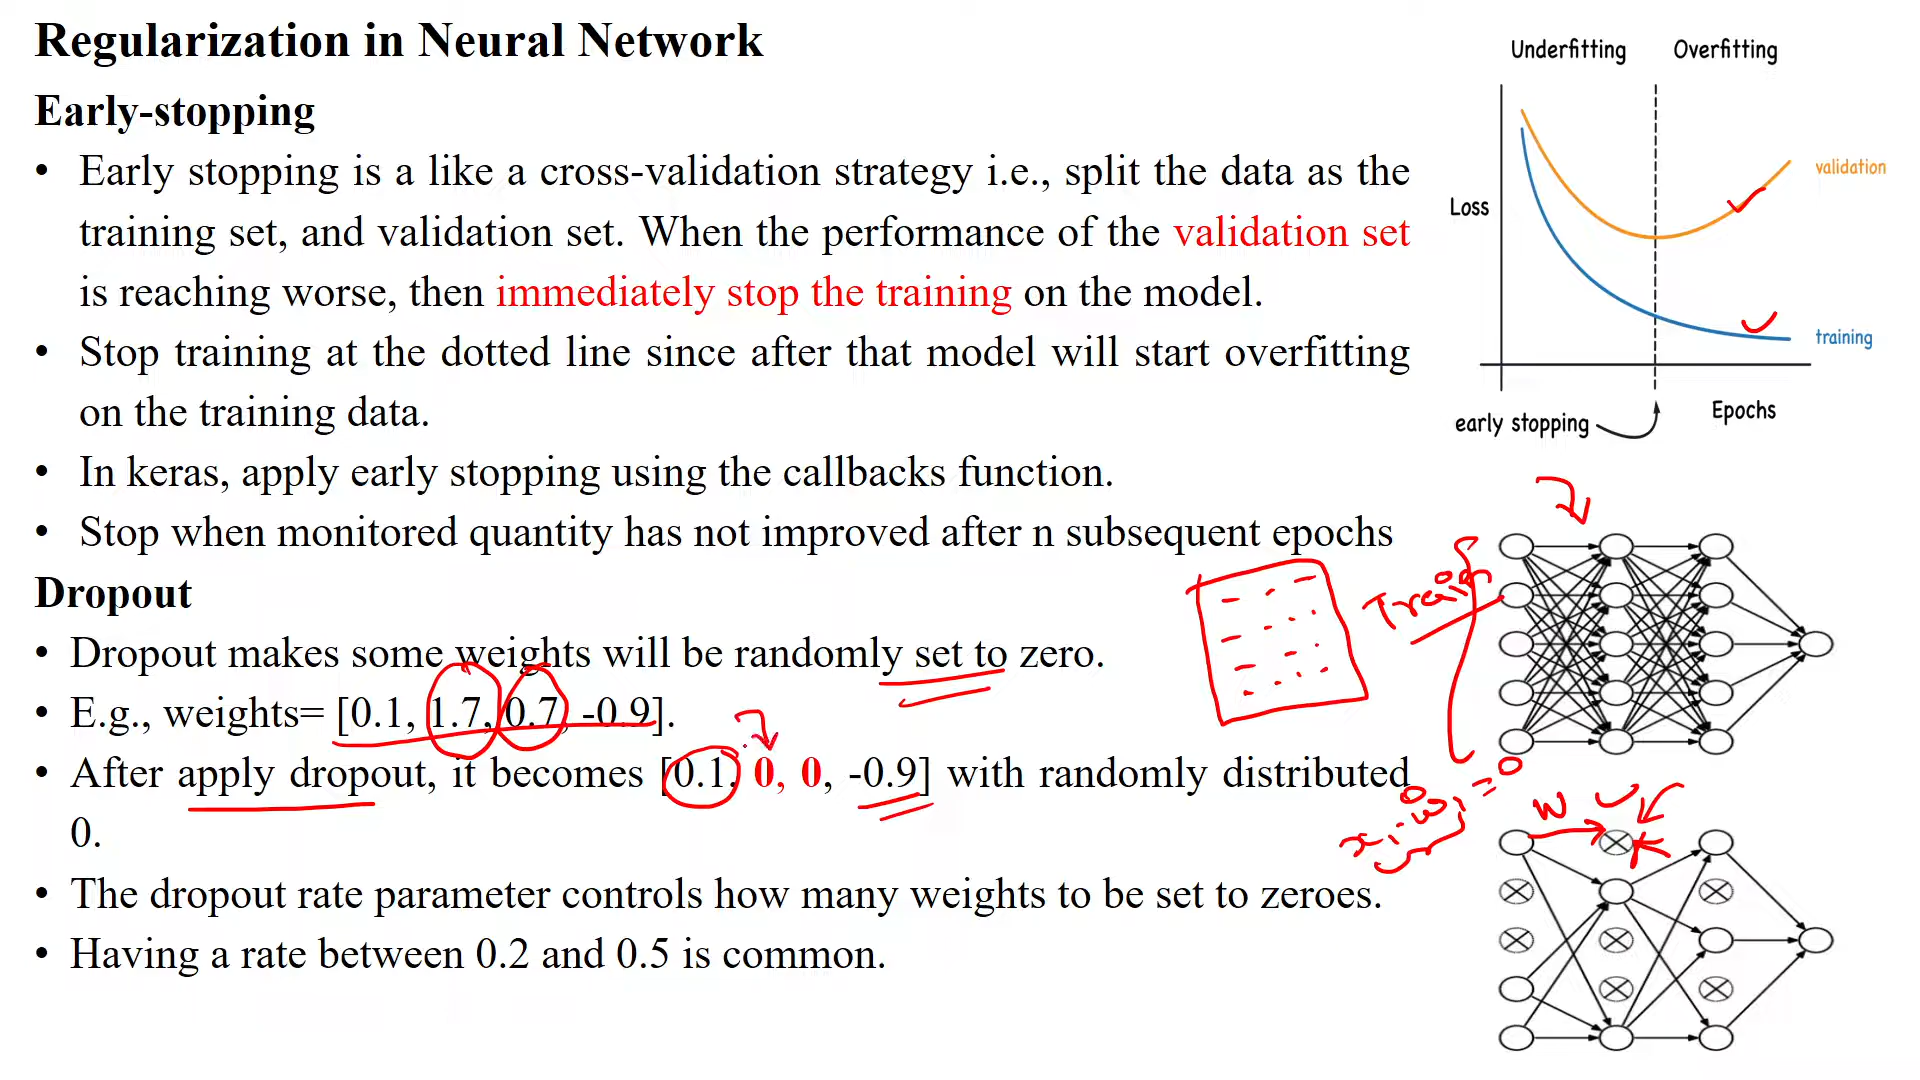 Regularization in Neural Network
Early-stopping
• Early stopping is a like a cross-validation strategy i.e., split the data as the
training set, and validation set. When the performance of the validation set
is reaching worse, then immediately stop the training on the model.
• Stop training at the dotted line since after that model will start overfitting
on the training data.
• In keras, apply early stopping using the callbacks function.
• Stop when monitored quantity has not improved after n subsequent epochs
Dropout
• Dropout makes some weights will be randomly set to zero.
• E.g., weights= [0.1, 1.7, 0.7, -0.9].
• After apply dropout, it becomes [0.1, 0, 0, -0.9] with randomly distributed
0.
• The dropout rate parameter controls how many weights to be set to zeroes.
• Having a rate between 0.2 and 0.5 is common.
Underfitting Overfitting
validation
Loss
training
Epochs
early stopping
Train
W